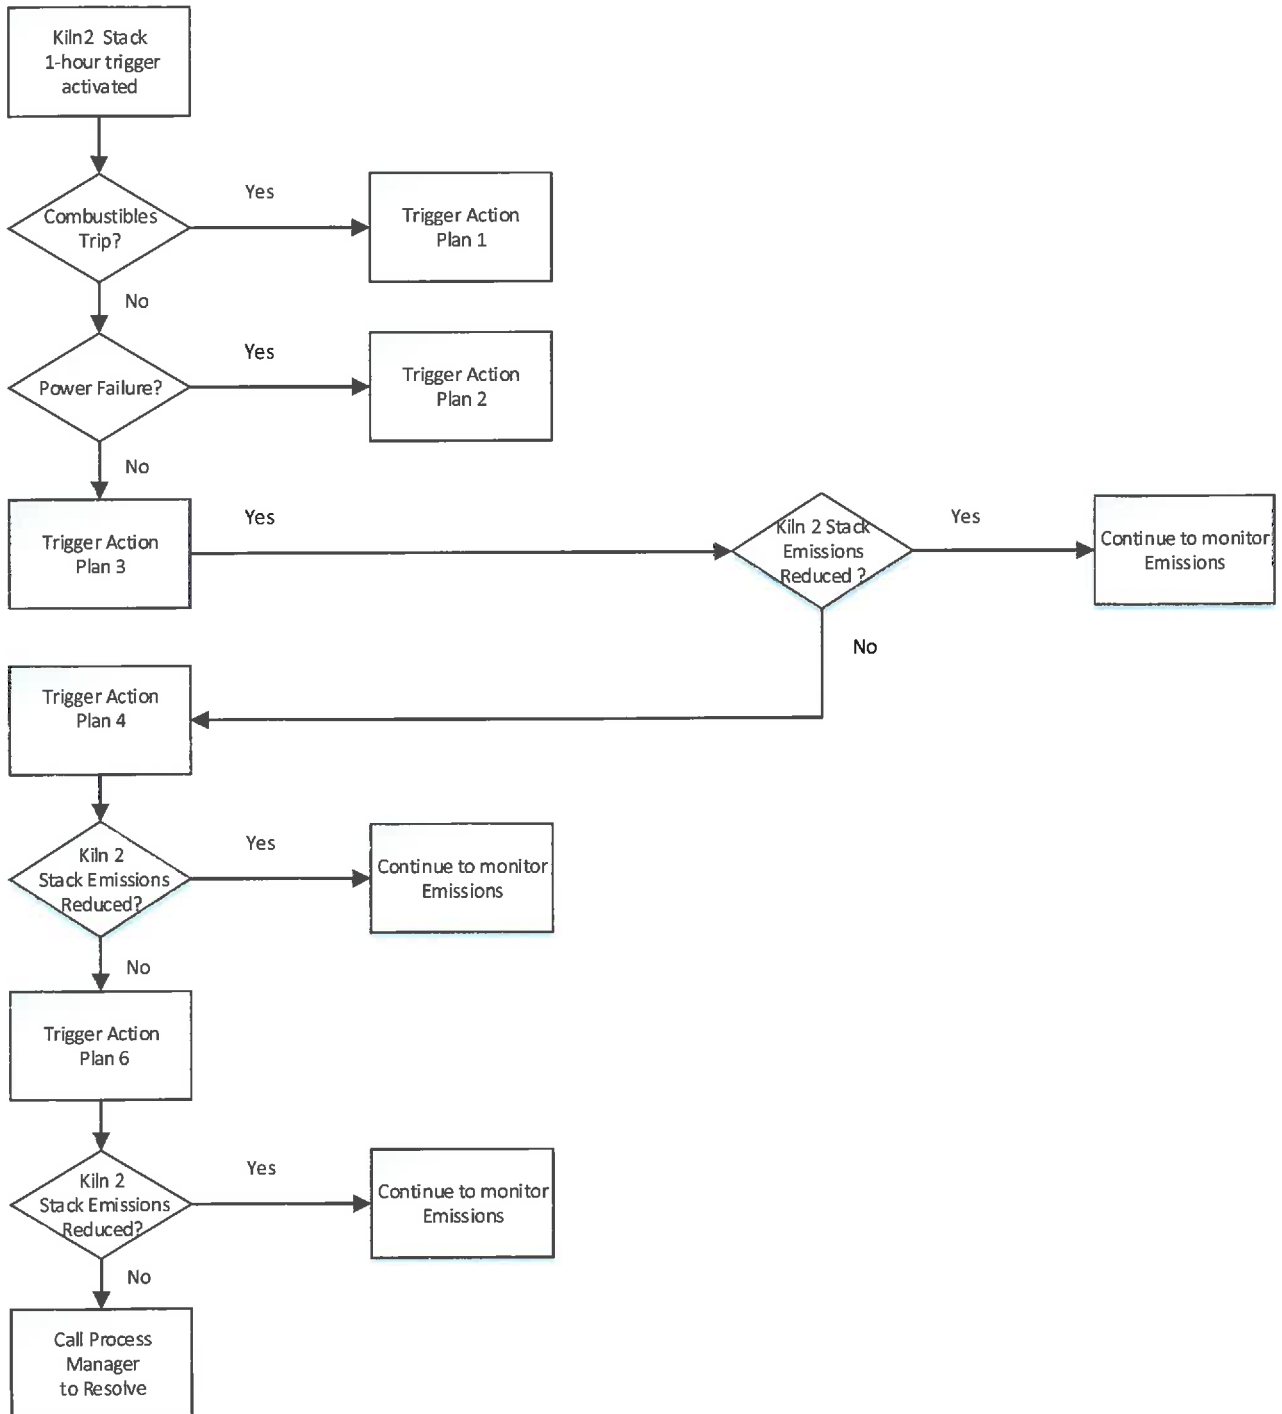 Kiln2 Stack
1-hour trigger
activated
Combustibles
Trip?
Yes
Trigger Action
Plan 1
No
Power Failure?
Yes
Trigger Action
Plan 2
No
Trigger Action
Plan 3
Yes
Kiln 2 Stack
Emissions
Reduced ?
Yes
Continue to monitor
Emissions
No
Trigger Action
Plan 4
Kiln 2
Stack Emissions
Reduced?
Yes
Continue to monitor
Emissions
No
Trigger Action
Plan 6
Kiln 2
Stack Emissions
Reduced?
Yes
Continue to monitor
Emissions
No
Call Process
Manager
to Resolve